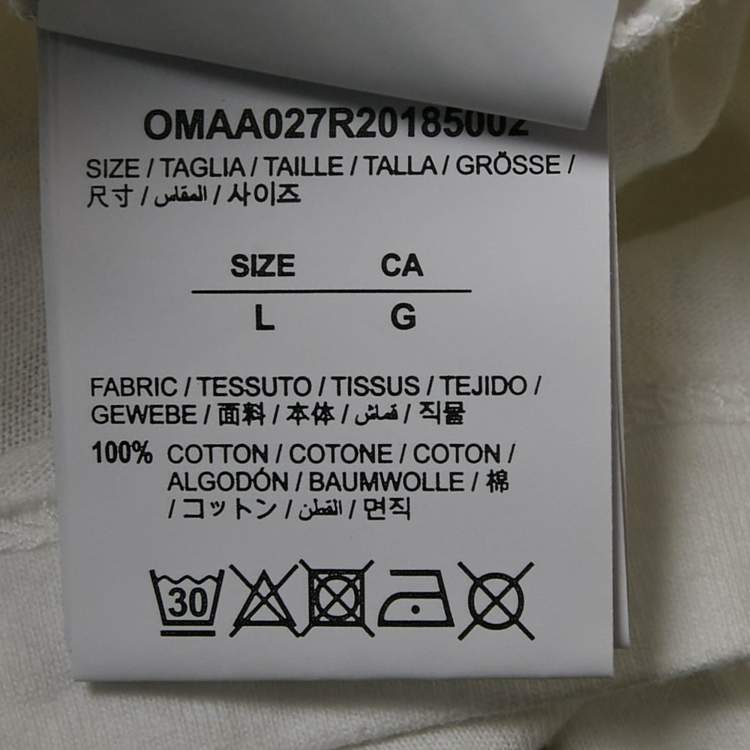 OMAA027R20185002
SIZE / TAGLIA / TAILLE / TALLA / GRÖSSE /
尺寸 / المقاس / 사이즈
SIZE CA
L G
FABRIC / TESSUTO / TISSUS / TEJIDO /
GEWEBE / 面料 / 本体 / قماش / 직물
100% COTTON / COTONE / COTON /
ALGODÓN / BAUMWOLLE / 棉
/ コットン / القطن / 면직
30